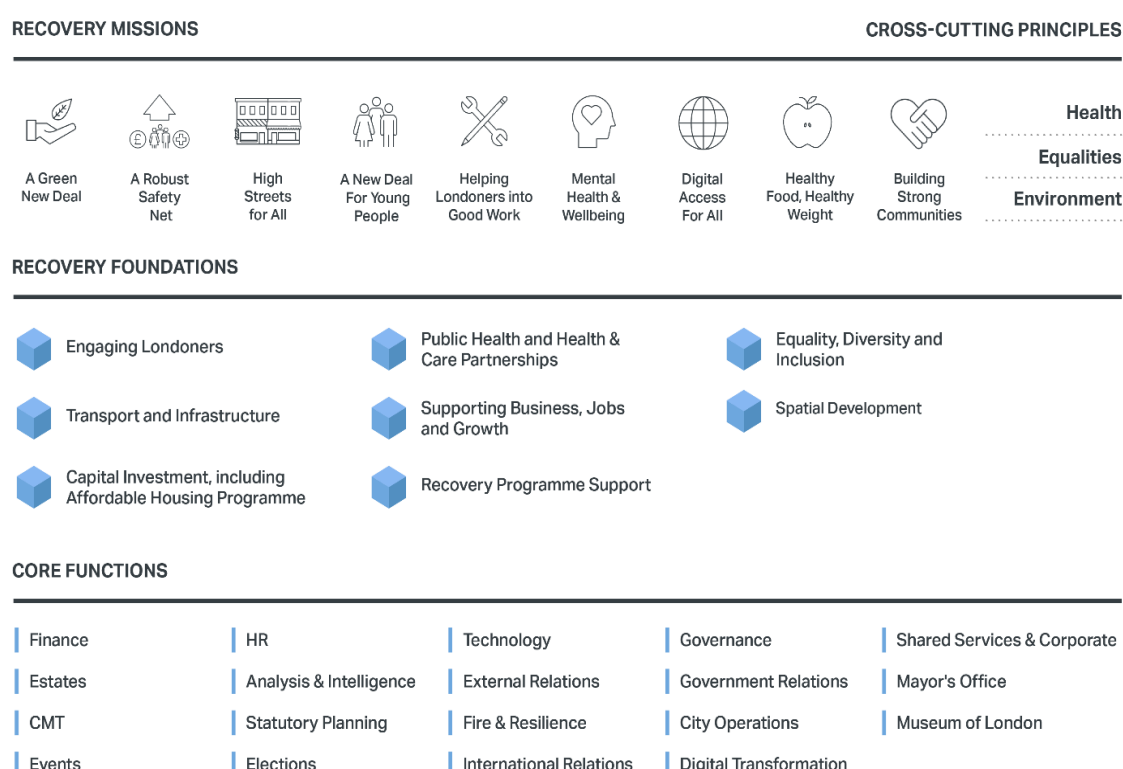 RECOVERY MISSIONS
CROSS-CUTTING PRINCIPLES
A Green
New Deal
A Robust
Safety
Net
High
Streets
for All
A New Deal
For Young
People
Helping
Londoners into
Good Work
Mental
Health &
Wellbeing
Digital
Access
For All
Healthy
Food, Healthy
Weight
Building
Strong
Communities
Health
Equalities
Environment
RECOVERY FOUNDATIONS
Engaging Londoners
Transport and Infrastructure
Capital Investment, including
Affordable Housing Programme
Public Health and Health &
Care Partnerships
Supporting Business, Jobs
and Growth
Recovery Programme Support
Equality, Diversity and
Inclusion
Spatial Development
CORE FUNCTIONS
Finance
Estates
CMT
Events
HR
Analysis & Intelligence
Statutory Planning
Elections
Technology
External Relations
Fire & Resilience
International Relations
Governance
Government Relations
City Operations
Digital Transformation
Shared Services & Corporate
Mayor's Office
Museum of London